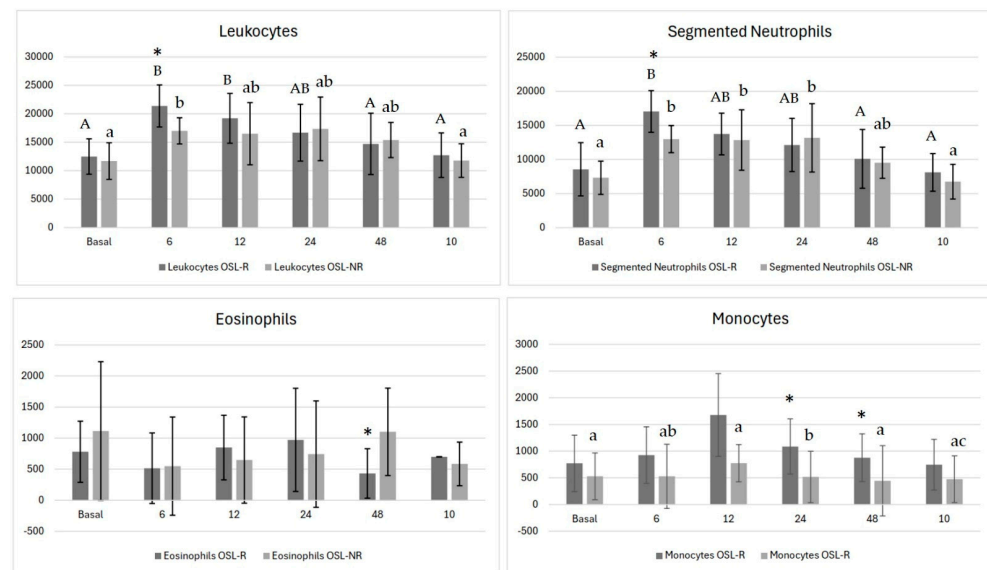 Leukocytes
30000
25000
20000
15000
10000
5000
0
*
A a B b B ab AB ab A ab A a
Basal 6 12 24 48 10
Leukocytes OSL-R Leukocytes OSL-NR
Segmented Neutrophils
25000
20000
15000
10000
5000
0
*
A a B b AB b AB b A ab A a
Basal 6 12 24 48 10
Segmented Neutrophils OSL-R Segmented Neutrophils OSL-NR
Eosinophils
2500
2000
1500
1000
500
0
-500
*
Basal 6 12 24 48 10
Eosinophils OSL-R Eosinophils OSL-NR
Monocytes
3000
2500
2000
1500
1000
500
0
-500
* *
a ab a b a ac
Basal 6 12 24 48 10
Monocytes OSL-R Monocytes OSL-NR